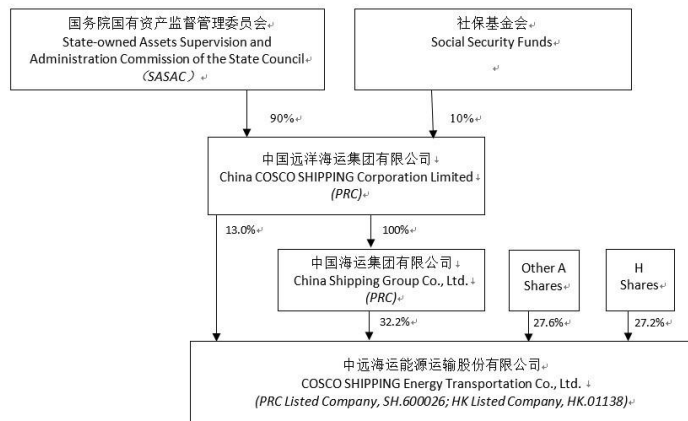 国务院国有资产监督管理委员会
State-owned Assets Supervision and
Administration Commission of the State Council
（SASAC）
社保基金会
Social Security Funds
90%
10%
中国远洋海运集团有限公司
China COSCO SHIPPING Corporation Limited
(PRC)
13.0%
100%
中国海运集团有限公司
China Shipping Group Co., Ltd.
(PRC)
Other A
Shares
H
Shares
32.2%
27.6%
27.2%
中远海运能源运输股份有限公司
COSCO SHIPPING Energy Transportation Co., Ltd.
(PRC Listed Company, SH.600026; HK Listed Company, HK.01138)